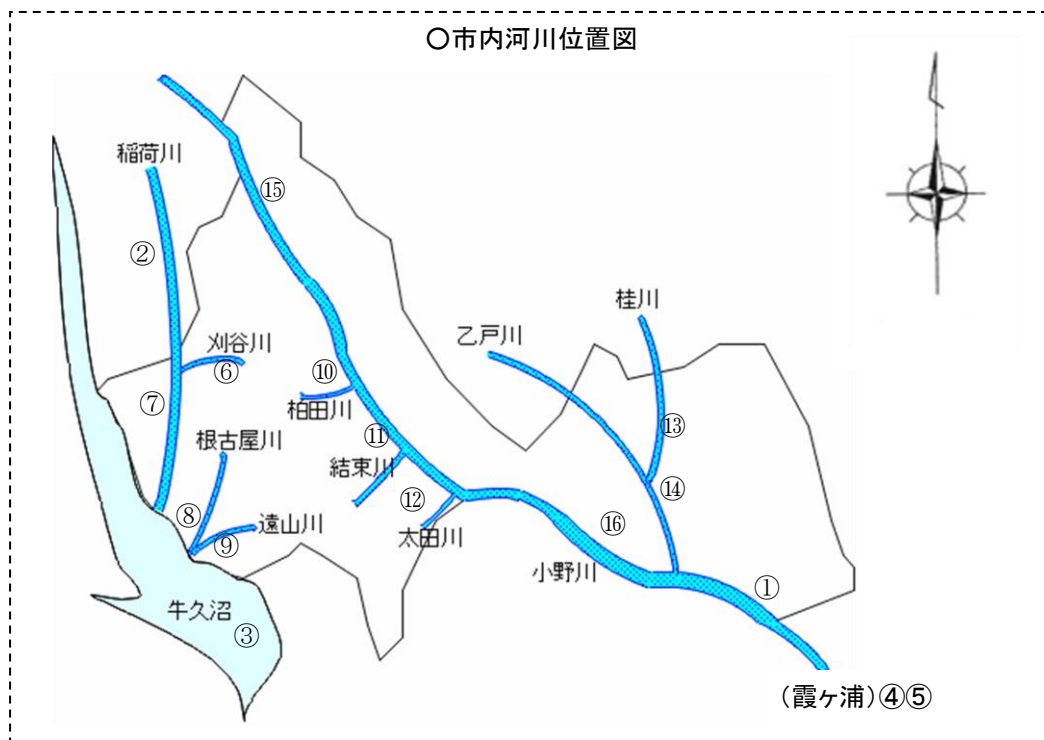 〇市内河川位置図
稲荷川
⑮
②
桂川
乙戸川
刈谷川
⑥
⑩
⑦
柏田川
⑬
⑪
根古屋川
結束川
⑭
⑫
⑧
遠山川
⑯
太田川
⑨
小野川
①
牛久沼
③
(霞ヶ浦)④⑤